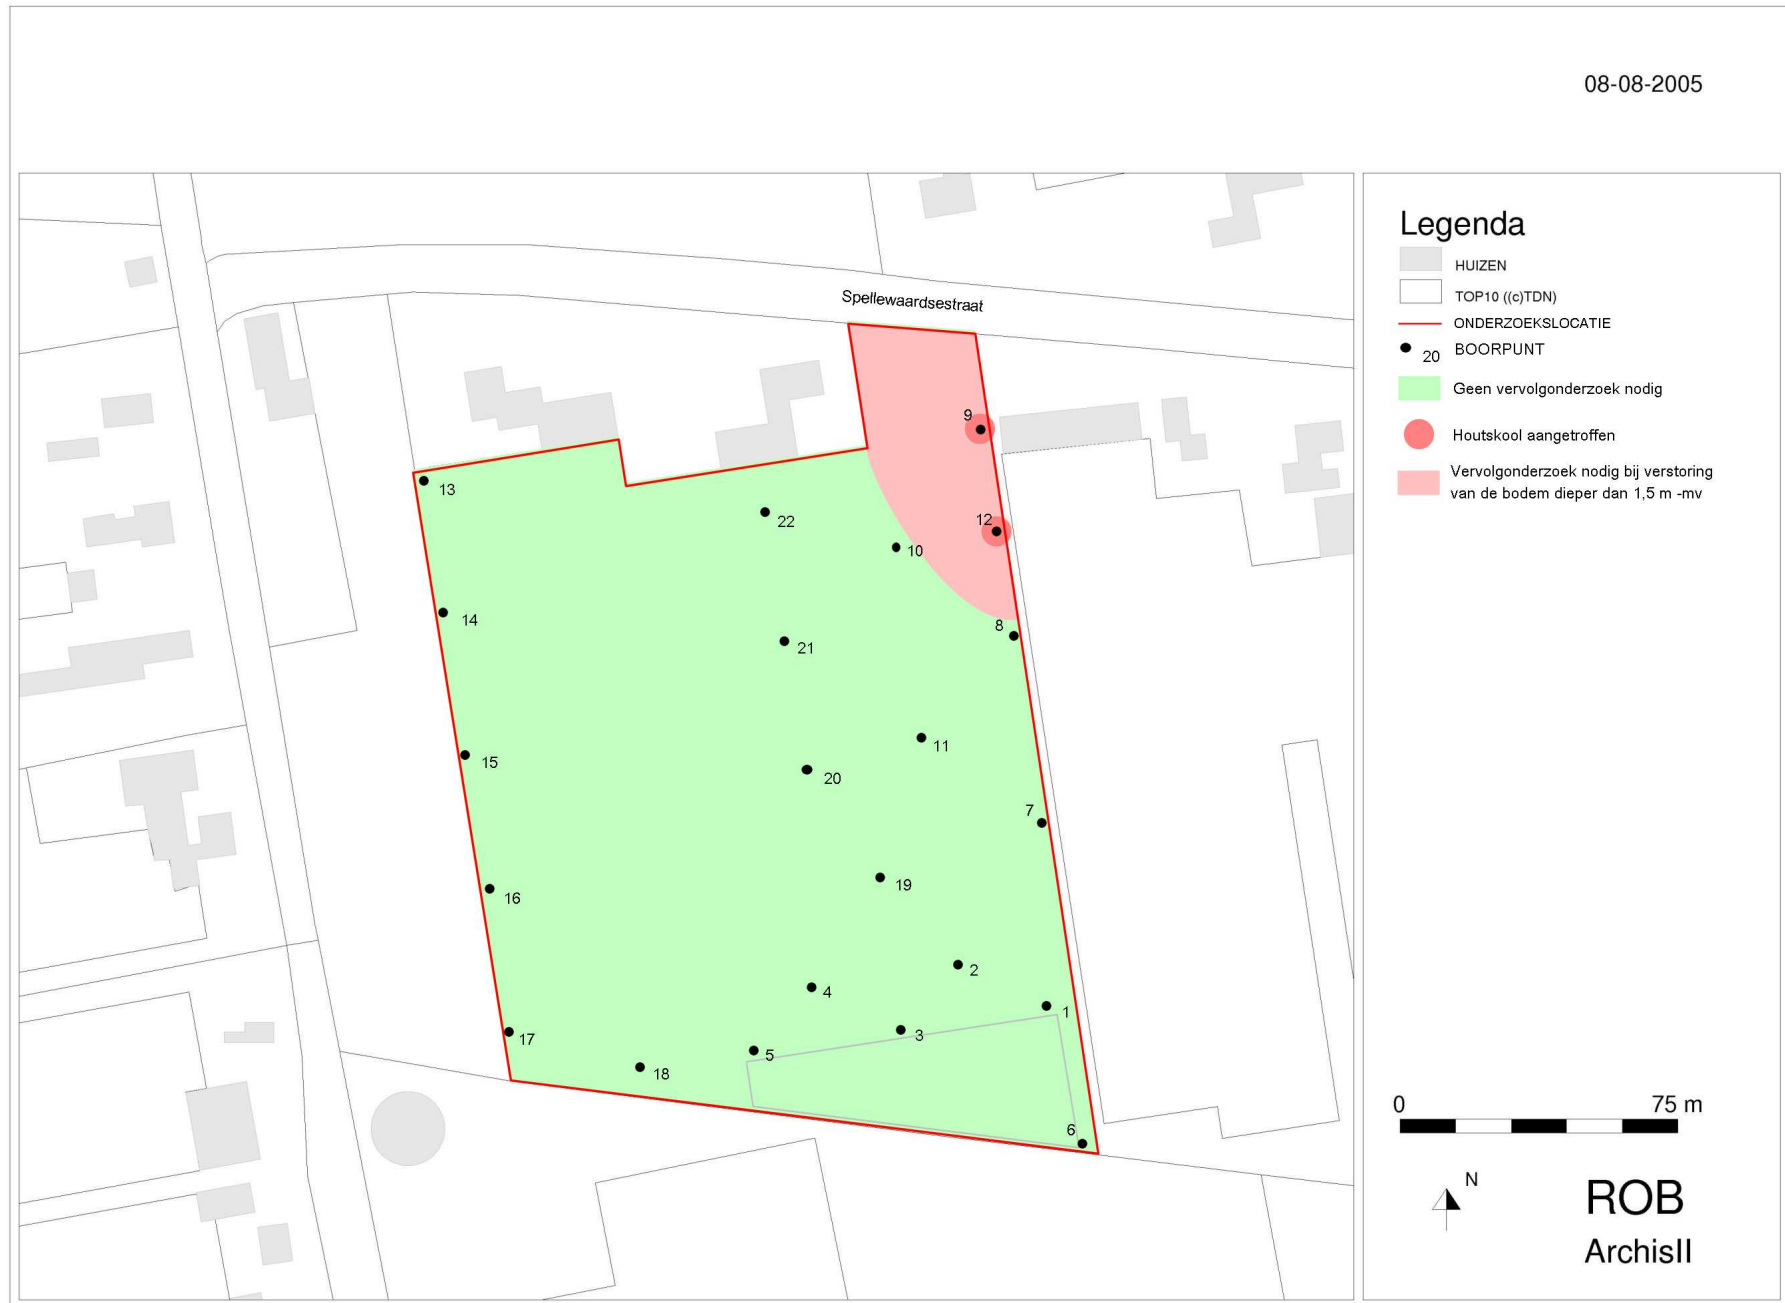 08-08-2005
Spellewaardsestraat
9
12
13
22
10
14
8
21
11
15
20
7
19
16
2
4
1
3
17
5
18
6
Legenda
HUIZEN
TOP10 ((c)TDN)
ONDERZOEKSLOCATIE
20 BOORPUNT
Geen vervolgonderzoek nodig
Houtskool aangetroffen
Vervolgonderzoek nodig bij verstoring
van de bodem dieper dan 1,5 m -mv
0 75 m
N
ROB
ArchisII